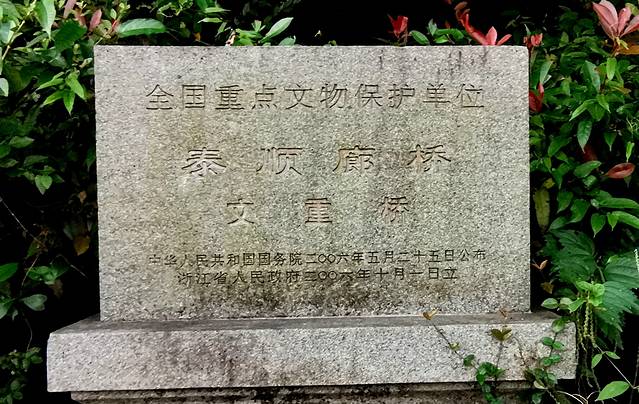 全国重点文物保护单位
泰顺廊桥
文重桥
中华人民共和国国务院二〇〇六年五月二十五日公布
浙江省人民政府二〇〇六年十月一日立